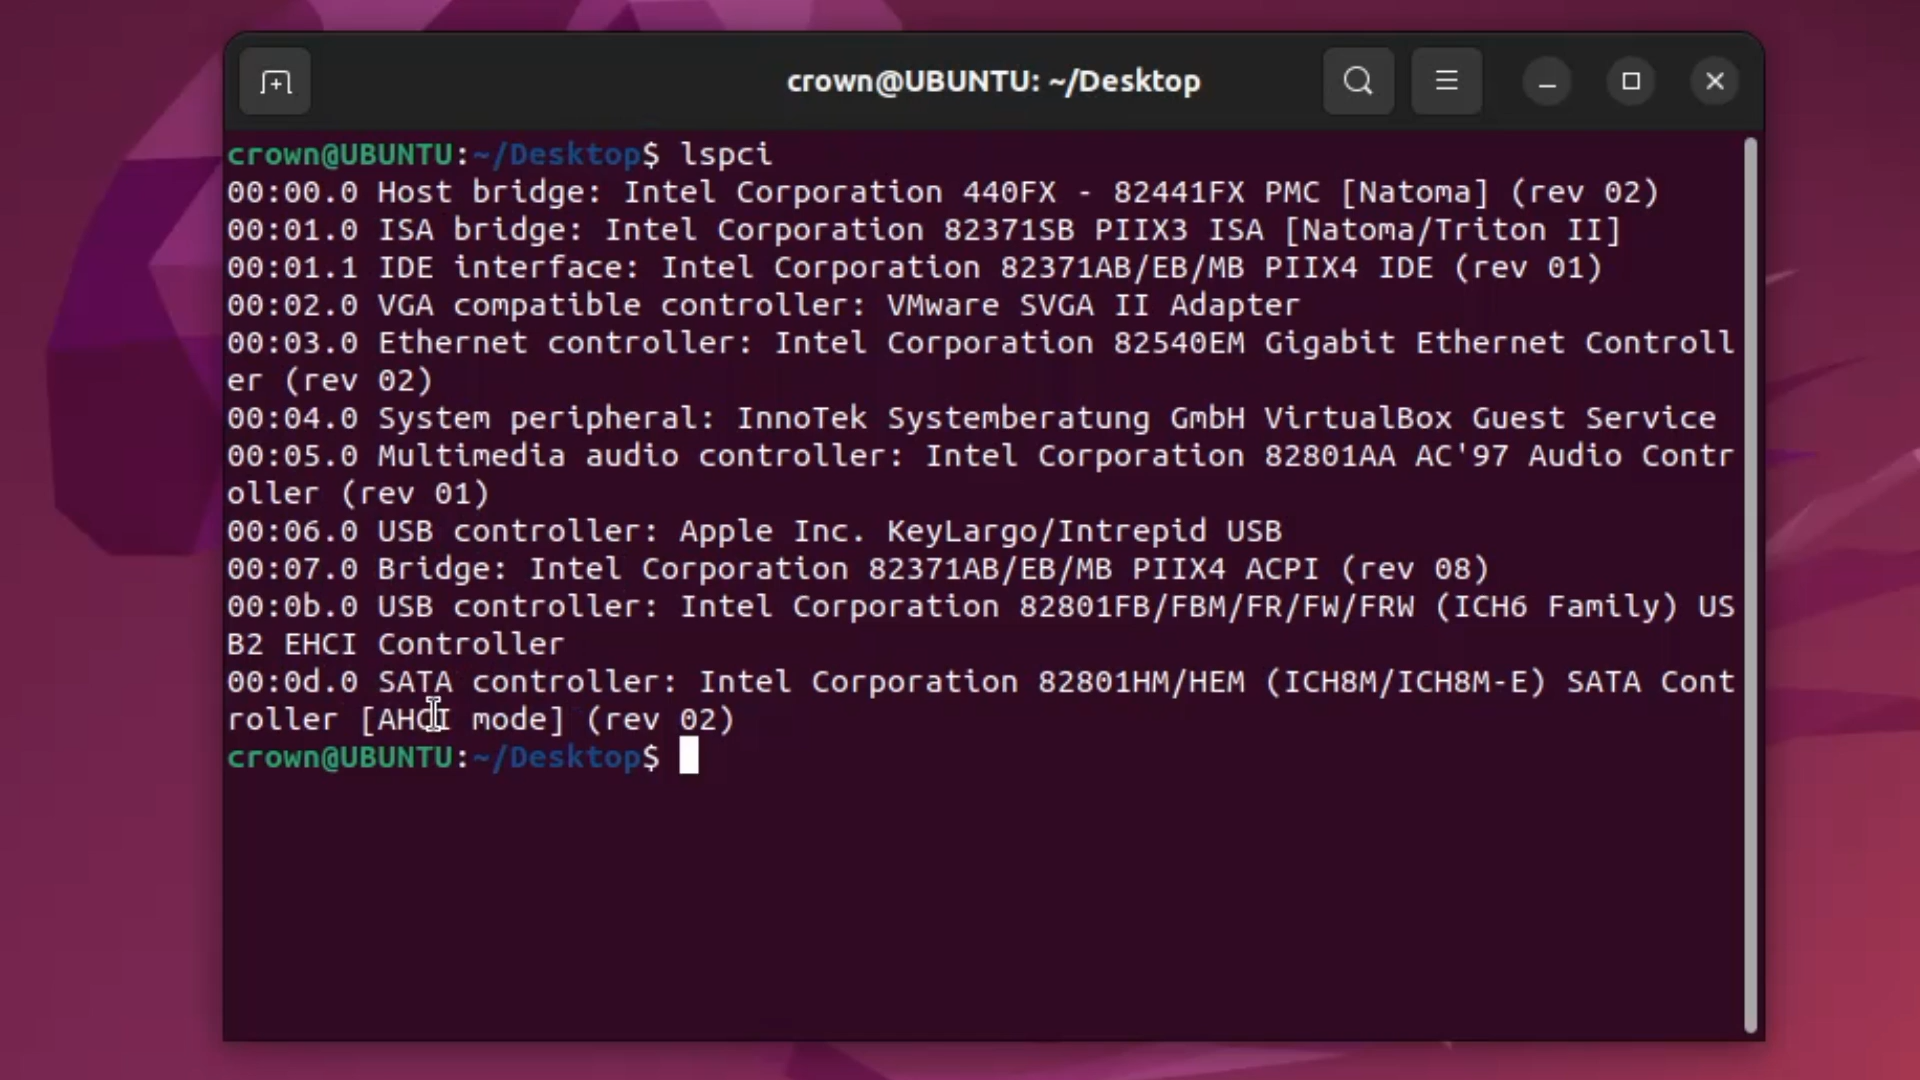 crown@UBUNTU: ~/Desktop
crown@UBUNTU:~/Desktop$ lspci
00:00.0 Host bridge: Intel Corporation 440FX - 82441FX PMC [Natoma] (rev 02)
00:01.0 ISA bridge: Intel Corporation 82371SB PIIX3 ISA [Natoma/Triton II]
00:01.1 IDE interface: Intel Corporation 82371AB/EB/MB PIIX4 IDE (rev 01)
00:02.0 VGA compatible controller: VMware SVGA II Adapter
00:03.0 Ethernet controller: Intel Corporation 82540EM Gigabit Ethernet Controll
er (rev 02)
00:04.0 System peripheral: InnoTek Systemberatung GmbH VirtualBox Guest Service
00:05.0 Multimedia audio controller: Intel Corporation 82801AA AC'97 Audio Contr
oller (rev 01)
00:06.0 USB controller: Apple Inc. KeyLargo/Intrepid USB
00:07.0 Bridge: Intel Corporation 82371AB/EB/MB PIIX4 ACPI (rev 08)
00:0b.0 USB controller: Intel Corporation 82801FB/FBM/FR/FW/FRW (ICH6 Family) US
B2 EHCI Controller
00:0d.0 SATA controller: Intel Corporation 82801HM/HEM (ICH8M/ICH8M-E) SATA Cont
roller [AHCI mode] (rev 02)
crown@UBUNTU:~/Desktop$